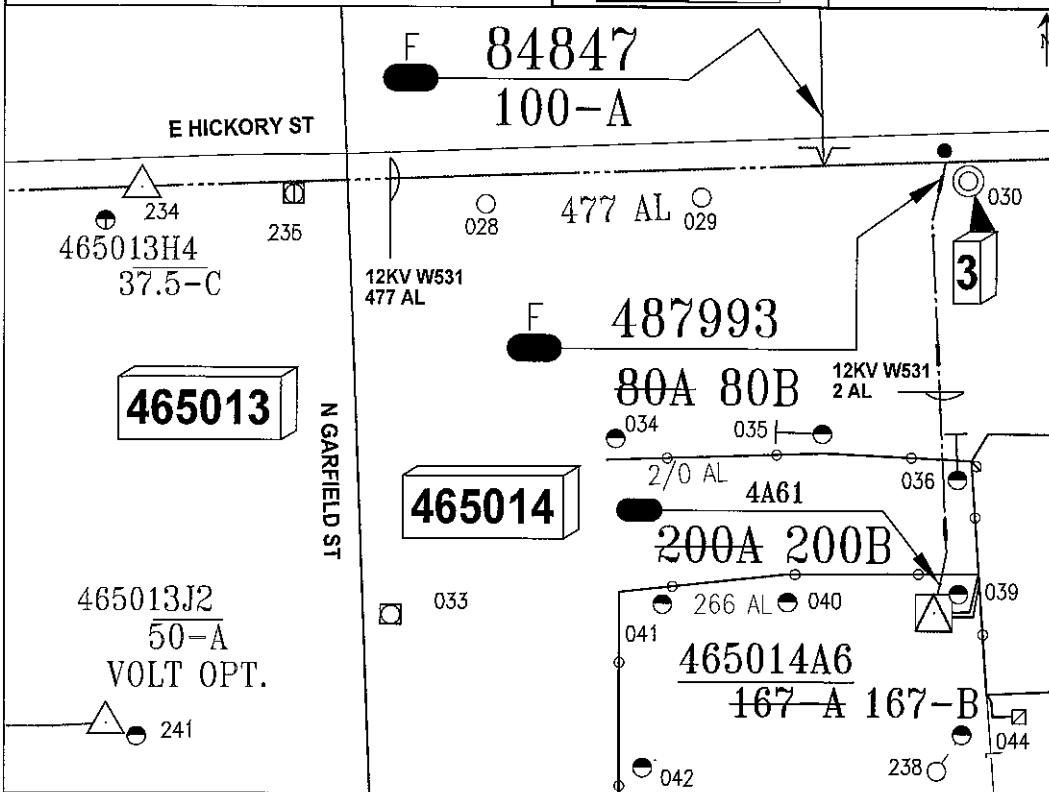 F 84847
100-A
N
E HICKORY ST
234
235
028
477 AL
029
030
465013H4
37.5-C
12KV W531
477 AL
3
F 487993
80A 80B
12KV W531
2 AL
465013
N GARFIELD ST
034
035
2/0 AL
036
465014
4A61
200A 200B
465013J2
50-A
VOLT OPT.
033
041
266 AL
040
039
465014A6
167-A 167-B
241
042
238
044